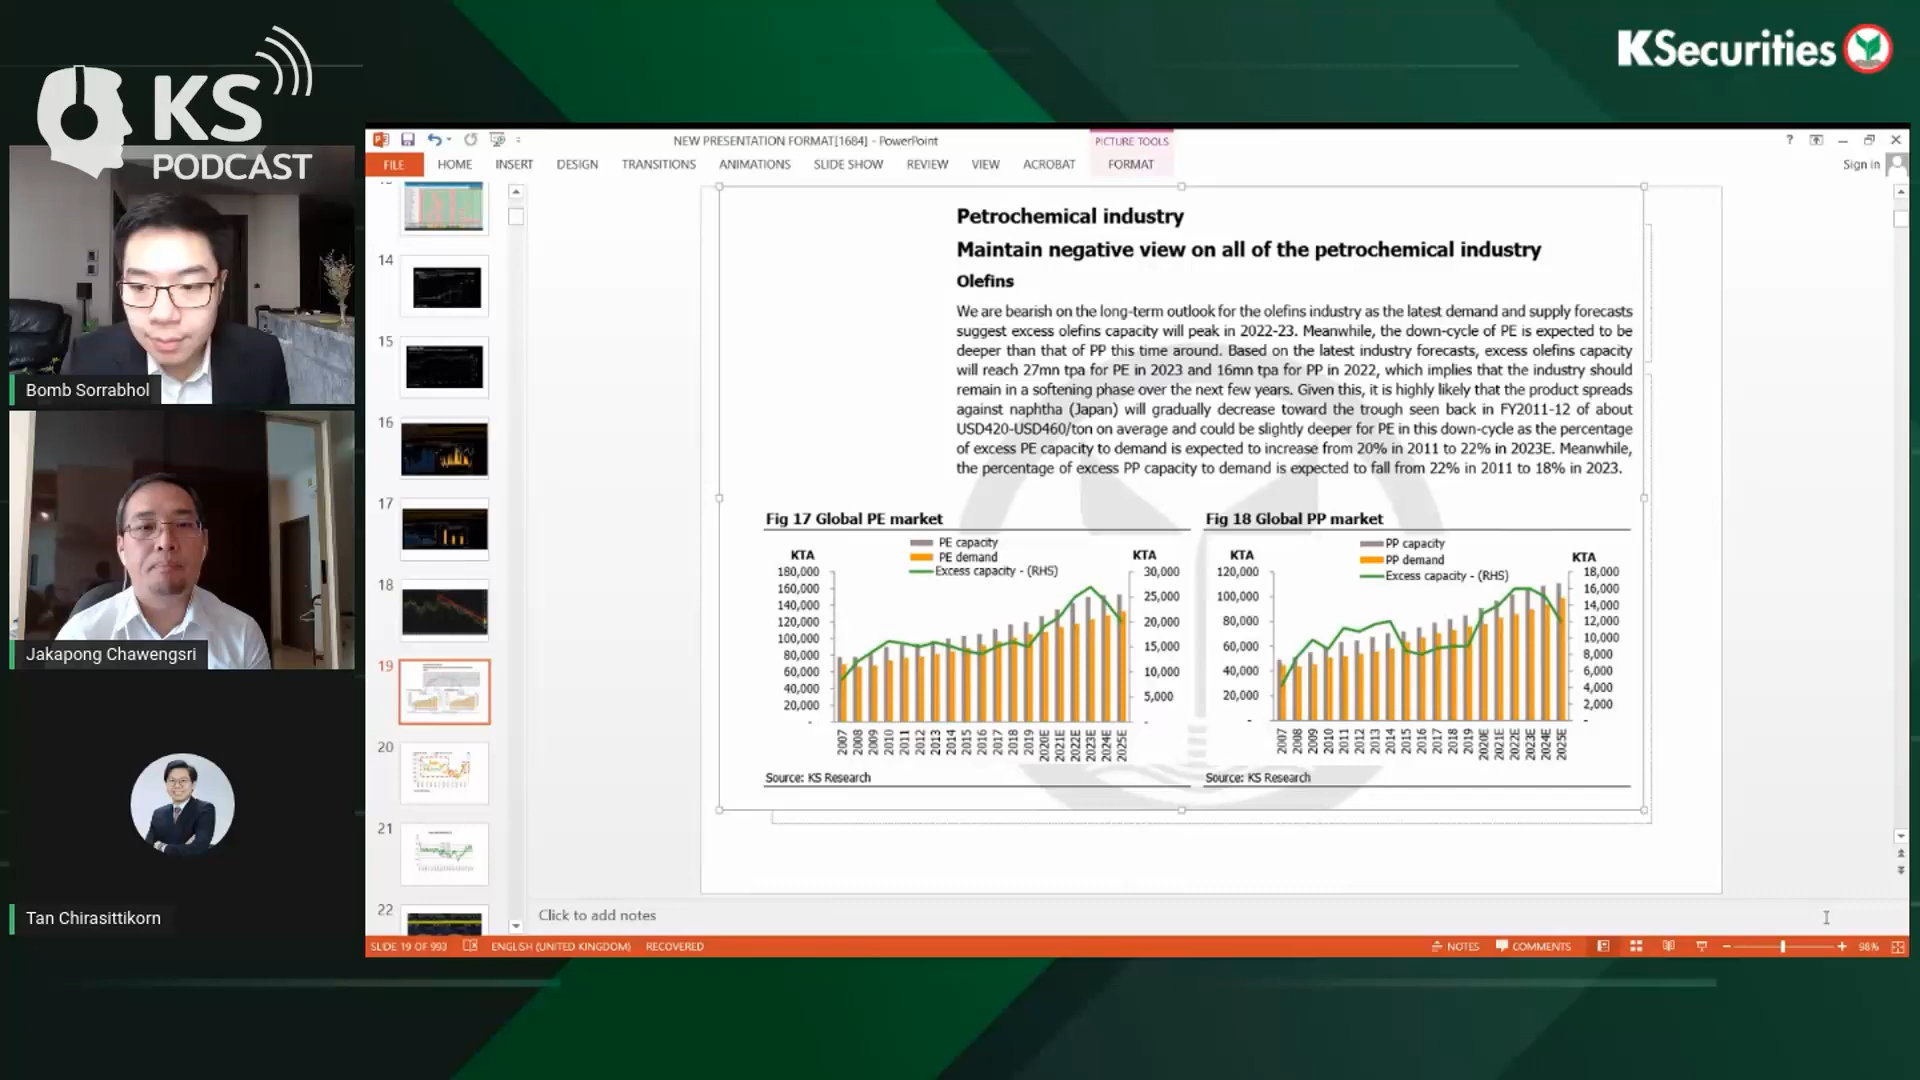 KS
PODCAST
KSecurities
Bomb Sorrabhol
Jakapong Chawengsri
Tan Chirasittikorn
NEW PRESENTATION FORMAT[1684] - PowerPoint
PICTURE TOOLS
?
FILE HOME INSERT DESIGN TRANSITIONS ANIMATIONS SLIDE SHOW REVIEW VIEW ACROBAT FORMAT
Sign in
14
15
16
17
18
19
20
21
22
Petrochemical industry
Maintain negative view on all of the petrochemical industry
Olefins
We are bearish on the long-term outlook for the olefins industry as the latest demand and supply forecasts
suggest excess olefins capacity will peak in 2022-23. Meanwhile, the down-cycle of PE is expected to be
deeper than that of PP this time around. Based on the latest industry forecasts, excess olefins capacity
will reach 27mn tpa for PE in 2023 and 16mn tpa for PP in 2022, which implies that the industry should
remain in a softening phase over the next few years. Given this, it is highly likely that the product spreads
against naphtha (Japan) will gradually decrease toward the trough seen back in FY2011-12 of about
USD420-USD460/ton on average and could be slightly deeper for PE in this down-cycle as the percentage
of excess PE capacity to demand is expected to increase from 20% in 2011 to 22% in 2023E. Meanwhile,
the percentage of excess PP capacity to demand is expected to fall from 22% in 2011 to 18% in 2023.
Fig 17 Global PE market
PE capacity
PE demand
Excess capacity - (RHS)
KTA
180,000
160,000
140,000
120,000
100,000
80,000
60,000
40,000
20,000
-
KTA
30,000
25,000
20,000
15,000
10,000
5,000
-
2007 2008 2009 2010 2011 2012 2013 2014 2015 2016 2017 2018 2019 2020E 2021E 2022E 2023E 2024E 2025E
Source: KS Research
Fig 18 Global PP market
PP capacity
PP demand
Excess capacity - (RHS)
KTA
120,000
100,000
80,000
60,000
40,000
20,000
-
KTA
18,000
16,000
14,000
12,000
10,000
8,000
6,000
4,000
2,000
-
2007 2008 2009 2010 2011 2012 2013 2014 2015 2016 2017 2018 2019 2020E 2021E 2022E 2023E 2024E 2025E
Source: KS Research
Click to add notes
SLIDE 19 OF 993 ENGLISH (UNITED KINGDOM) RECOVERED NOTES COMMENTS 98%